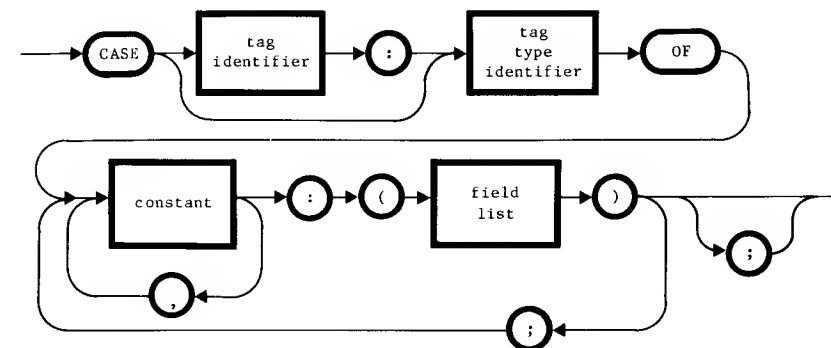 CASE
tag
identifier
:
tag
type
identifier
OF
constant
:
(
field
list
)
;
,
;